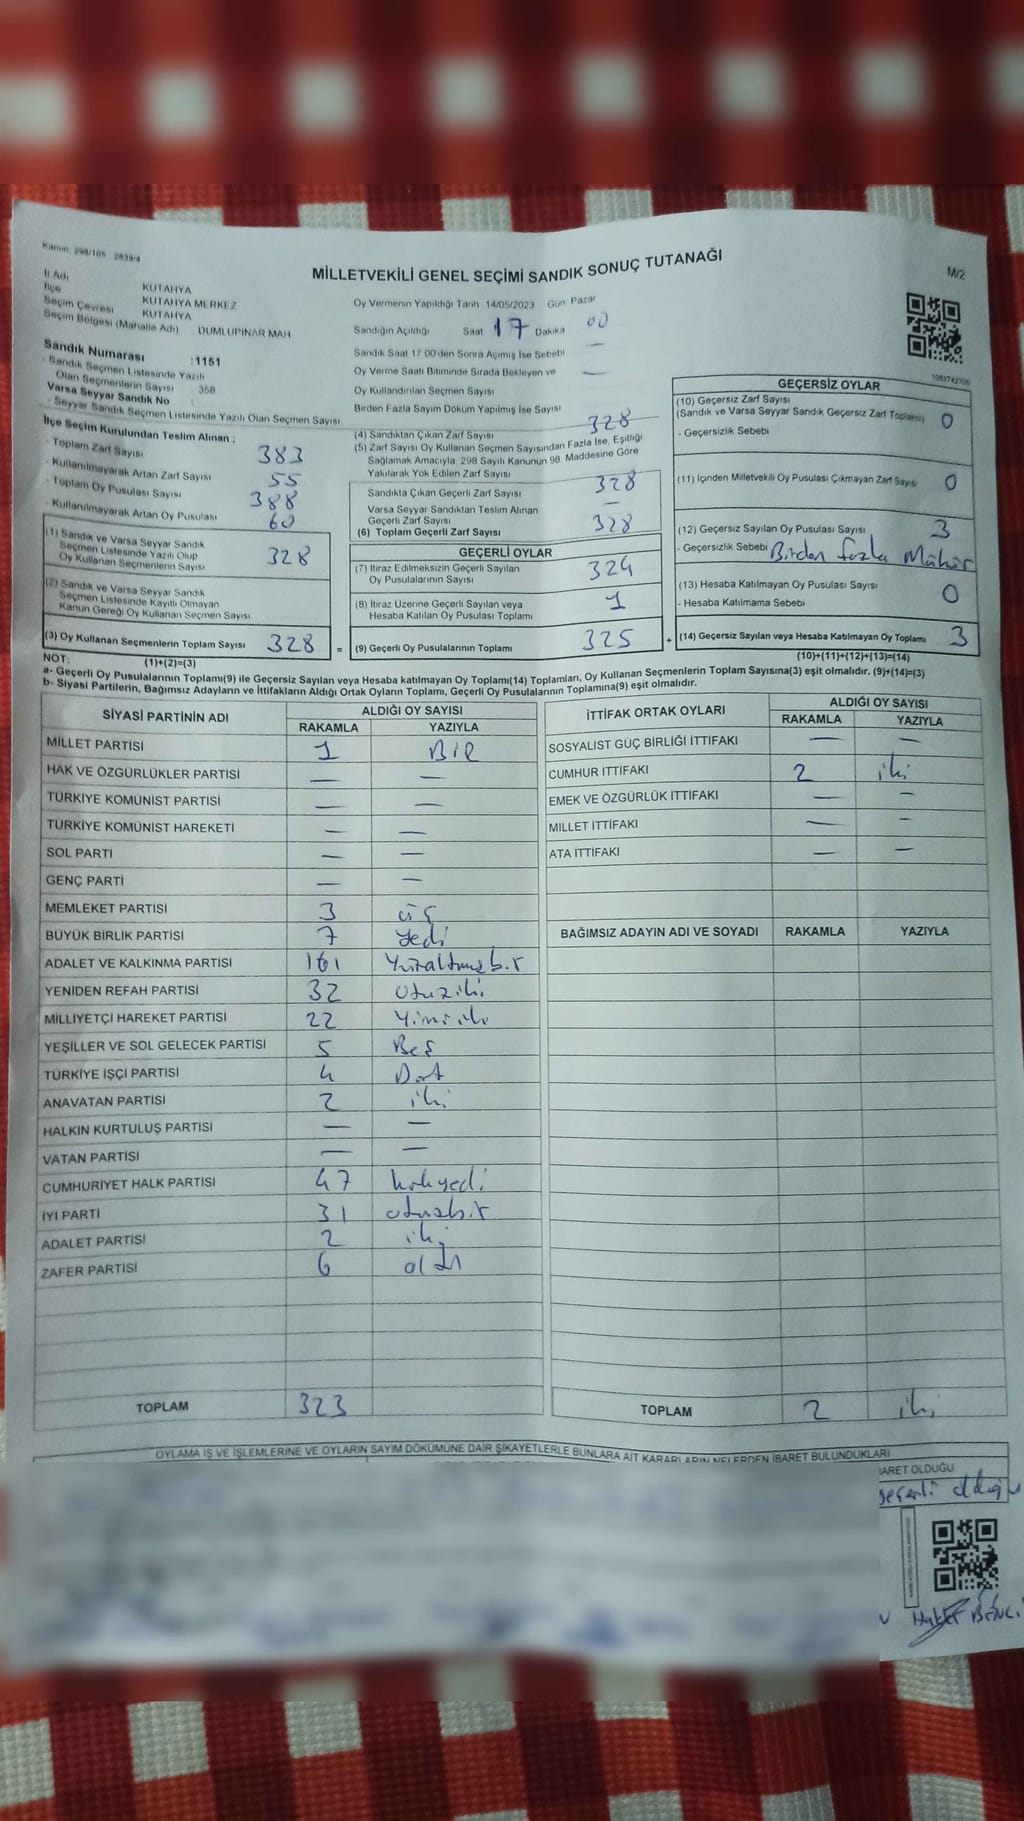 Kanun: 298/105 2839/4
MİLLETVEKİLİ GENEL SEÇİMİ SANDIK SONUÇ TUTANAĞI
M/2
İl Adı KUTAHYA
İlçe KUTAHYA MERKEZ
Seçim Çevresi KUTAHYA
Seçim Bölgesi (Mahalle Adı) DUMLUPINAR MAH
Sandık Numarası :1151
- Sandık Seçmen Listesinde Yazılı
Olan Seçmenlerin Sayısı 358
Varsa Seyyar Sandık No
- Seyyar Sandık Seçmen Listesinde Yazılı Olan Seçmen Sayısı
İlçe Seçim Kurulundan Teslim Alınan ;
- Toplam Zarf Sayısı 383
- Kullanılmayarak Artan Zarf Sayısı 55
- Toplam Oy Pusulası Sayısı 388
- Kullanılmayarak Artan Oy Pusulası 60
(1) Sandık ve Varsa Seyyar Sandık
Seçmen Listesinde Yazılı Olup
Oy Kullanan Seçmenlerin Sayısı 328
(2) Sandık ve Varsa Seyyar Sandık
Seçmen Listesinde Kayıtlı Olmayan
Kanun Gereği Oy Kullanan Seçmen Sayısı
(3) Oy Kullanan Seçmenlerin Toplam Sayısı 328 =
(1)+(2)=(3)
Oy Vermenin Yapıldığı Tarih 14/05/2023 Gün Pazar
Sandığın Açıldığı Saat 17 Dakika 00
Sandık Saat 17 00'den Sonra Açılmış İse Sebebi —
Oy Verme Saati Bitiminde Sırada Bekleyen ve —
Oy Kullandırılan Seçmen Sayısı
Birden Fazla Sayım Döküm Yapılmış İse Sayısı
(4) Sandıktan Çıkan Zarf Sayısı 328
(5) Zarf Sayısı Oy Kullanan Seçmen Sayısından Fazla İse, Eşitliği
Sağlamak Amacıyla, 298 Sayılı Kanunun 98. Maddesine Göre
Yakılarak Yok Edilen Zarf Sayısı
Sandıkta Çıkan Geçerli Zarf Sayısı 328
Varsa Seyyar Sandıktan Teslim Alınan
Geçerli Zarf Sayısı —
(6) Toplam Geçerli Zarf Sayısı 328
GEÇERLİ OYLAR
(7) İtiraz Edilmeksizin Geçerli Sayılan
Oy Pusulalarının Sayısı 324
(8) İtiraz Üzerine Geçerli Sayılan veya
Hesaba Katılan Oy Pusulası Toplamı 1
(9) Geçerli Oy Pusulalarının Toplamı 325 +
1083742705
GEÇERSİZ OYLAR
(10) Geçersiz Zarf Sayısı
(Sandık ve Varsa Seyyar Sandık Geçersiz Zarf Toplamı) 0
- Geçersizlik Sebebi
(11) İçinden Milletvekili Oy Pusulası Çıkmayan Zarf Sayısı 0
(12) Geçersiz Sayılan Oy Pusulası Sayısı 3
- Geçersizlik Sebebi Birden fazla Mühür
(13) Hesaba Katılmayan Oy Pusulası Sayısı 0
- Hesaba Katılmama Sebebi
(14) Geçersiz Sayılan veya Hesaba Katılmayan Oy Toplamı 3
(10)+(11)+(12)+(13)=(14)
NOT:
a- Geçerli Oy Pusulalarının Toplamı(9) ile Geçersiz Sayılan veya Hesaba katılmayan Oy Toplamı(14) Toplamları, Oy Kullanan Seçmenlerin Toplam Sayısına(3) eşit olmalıdır. (9)+(14)=(3)
b- Siyasi Partilerin, Bağımsız Adayların ve İttifakların Aldığı Ortak Oyların Toplamı, Geçerli Oy Pusulalarının Toplamına(9) eşit olmalıdır.
SİYASİ PARTİNİN ADI ALDIĞI OY SAYISI
RAKAMLA YAZIYLA
MİLLET PARTİSİ 1 Bir
HAK VE ÖZGÜRLÜKLER PARTİSİ — —
TÜRKİYE KOMÜNİST PARTİSİ — —
TÜRKİYE KOMÜNİST HAREKETİ — —
SOL PARTİ — —
GENÇ PARTİ — —
MEMLEKET PARTİSİ 3 üç
BÜYÜK BİRLİK PARTİSİ 7 yedi
ADALET VE KALKINMA PARTİSİ 161 Yüzaltmışbir
YENİDEN REFAH PARTİSİ 32 otuziki
MİLLİYETÇİ HAREKET PARTİSİ 22
YEŞİLLER VE SOL GELECEK PARTİSİ 5 Beş
TÜRKİYE İŞÇİ PARTİSİ 4 Dört
ANAVATAN PARTİSİ 2 iki
HALKIN KURTULUŞ PARTİSİ — —
VATAN PARTİSİ — —
CUMHURİYET HALK PARTİSİ 47 kırkyedi
İYİ PARTİ 31 otuzbir
ADALET PARTİSİ 2 iki
ZAFER PARTİSİ 6 altı
TOPLAM 323
İTTİFAK ORTAK OYLARI ALDIĞI OY SAYISI
RAKAMLA YAZIYLA
SOSYALİST GÜÇ BİRLİĞİ İTTİFAKI — —
CUMHUR İTTİFAKI 2 iki
EMEK VE ÖZGÜRLÜK İTTİFAKI — —
MİLLET İTTİFAKI — —
ATA İTTİFAKI — —
BAĞIMSIZ ADAYIN ADI VE SOYADI RAKAMLA YAZIYLA
TOPLAM 2 iki
OYLAMA İŞ VE İŞLEMLERİNE VE OYLARIN SAYIM DÖKÜMÜNE DAİR ŞİKAYETLERLE BUNLARA AİT KARARLARIN NELERDEN İBARET BULUNDUKLARI
İBARET OLDUĞU
geçerli olduğu